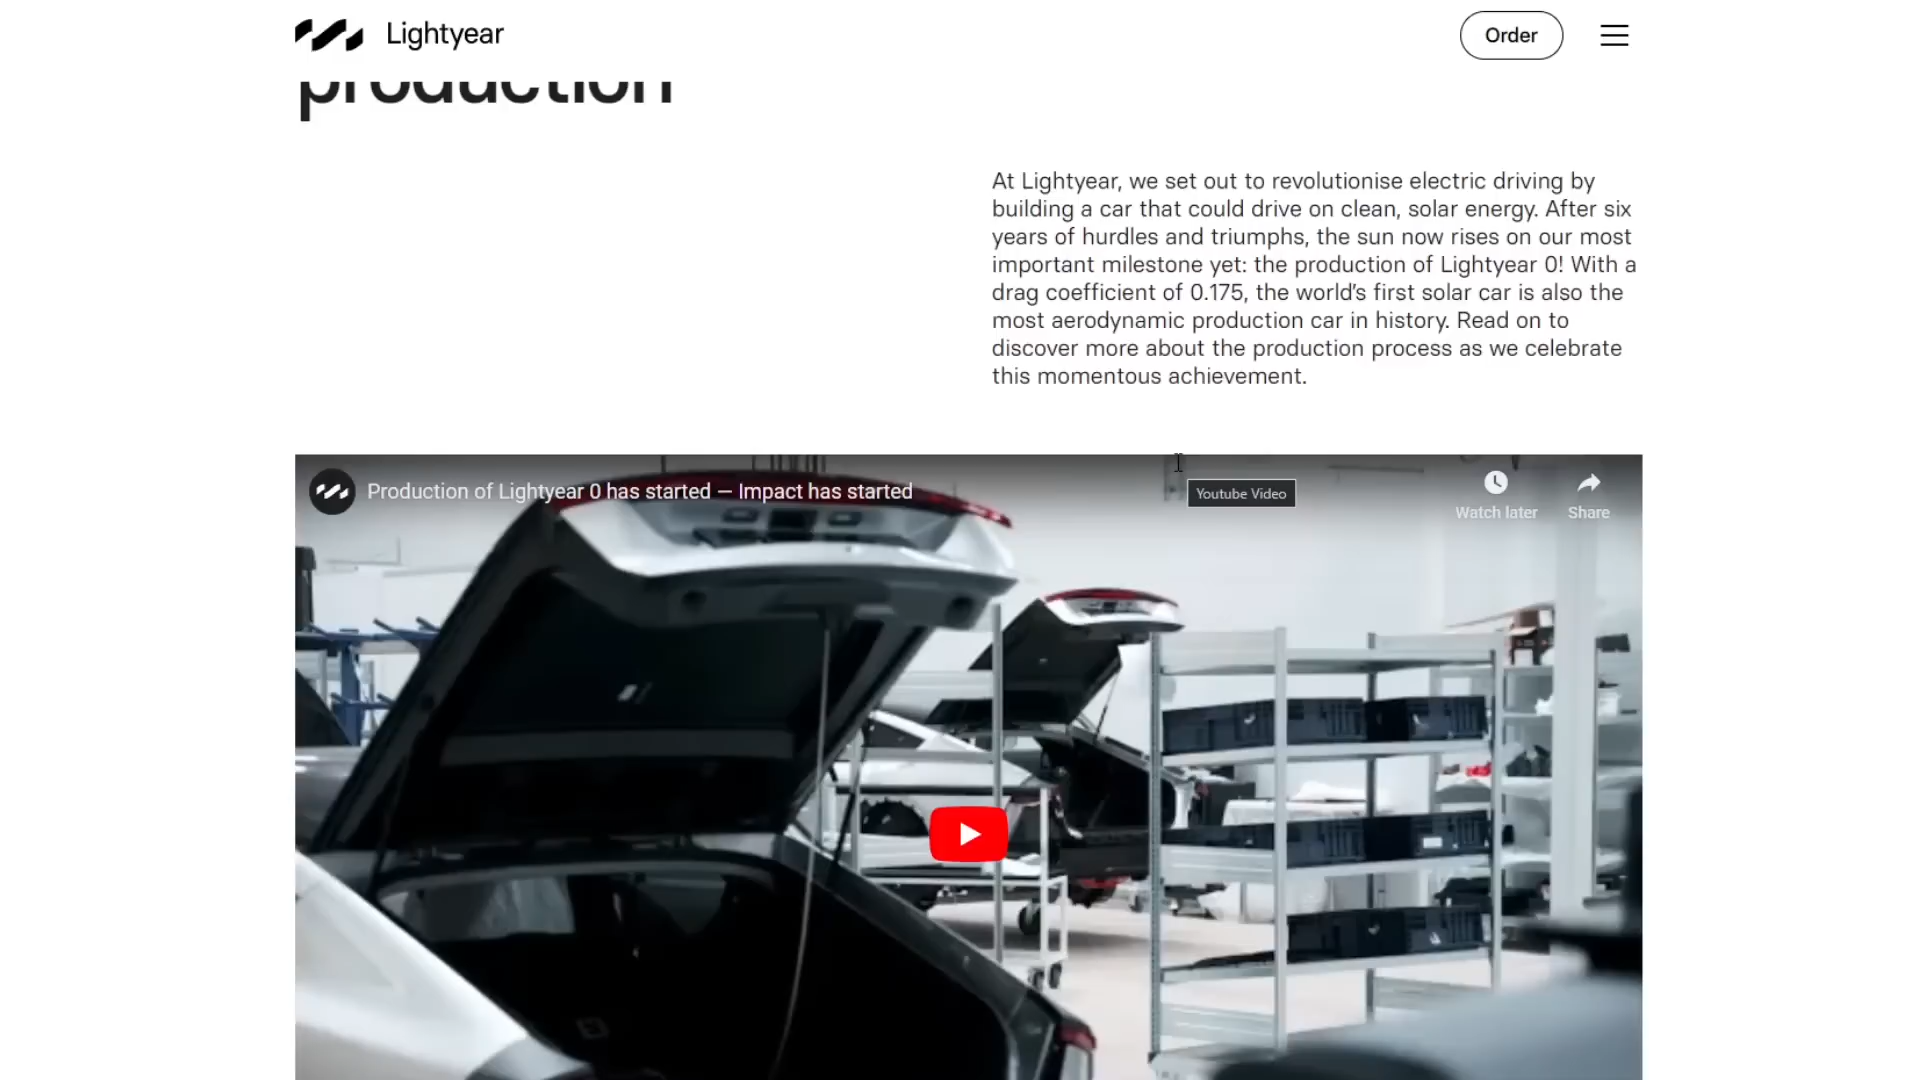 Lightyear
Order
production
At Lightyear, we set out to revolutionise electric driving by
building a car that could drive on clean, solar energy. After six
years of hurdles and triumphs, the sun now rises on our most
important milestone yet: the production of Lightyear 0! With a
drag coefficient of 0.175, the world's first solar car is also the
most aerodynamic production car in history. Read on to
discover more about the production process as we celebrate
this momentous achievement.
Production of Lightyear 0 has started – Impact has started
Youtube Video
Watch later
Share